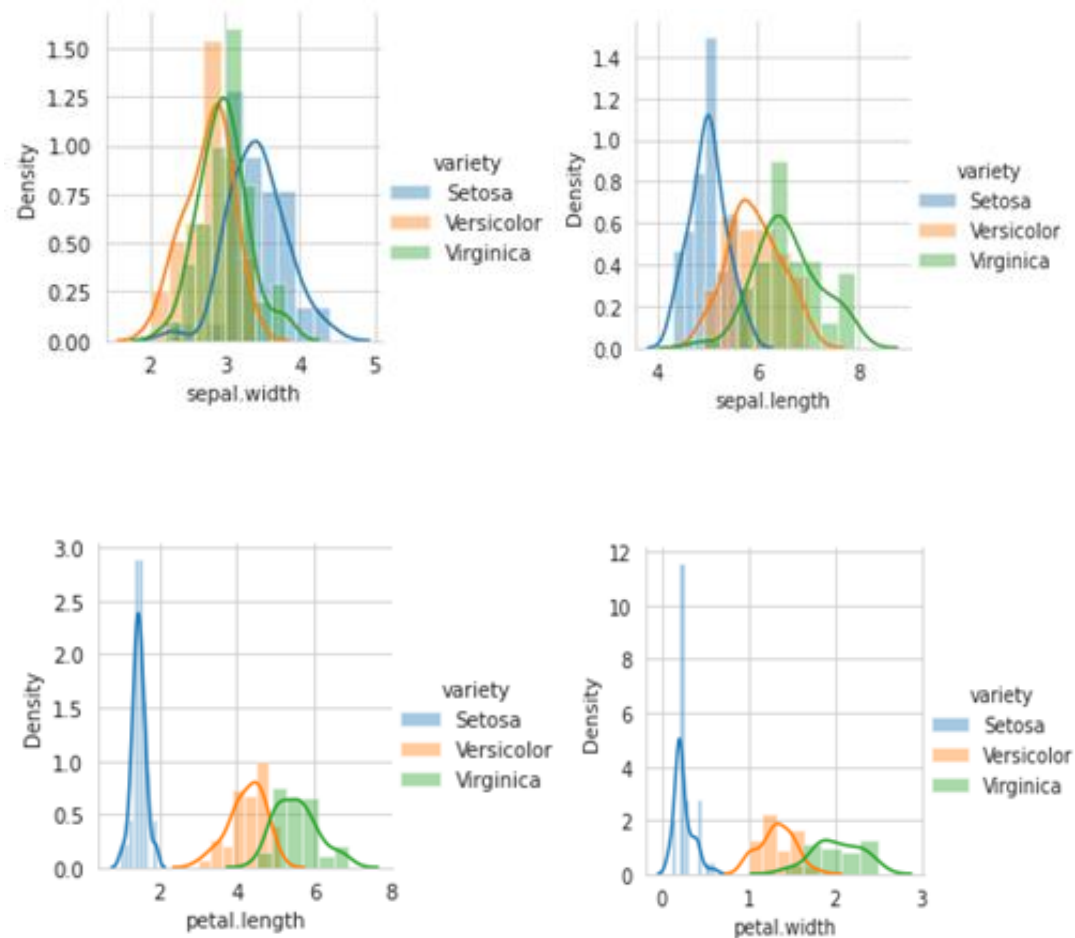 Density
1.50
1.25
1.00
0.75
0.50
0.25
0.00
2 3 4 5
sepal.width
variety
Setosa
Versicolor
Virginica
Density
1.4
1.2
1.0
0.8
0.6
0.4
0.2
0.0
4 6 8
sepal.length
variety
Setosa
Versicolor
Virginica
Density
3.0
2.5
2.0
1.5
1.0
0.5
0.0
2 4 6 8
petal.length
variety
Setosa
Versicolor
Virginica
Density
12
10
8
6
4
2
0
0 1 2 3
petal.width
variety
Setosa
Versicolor
Virginica